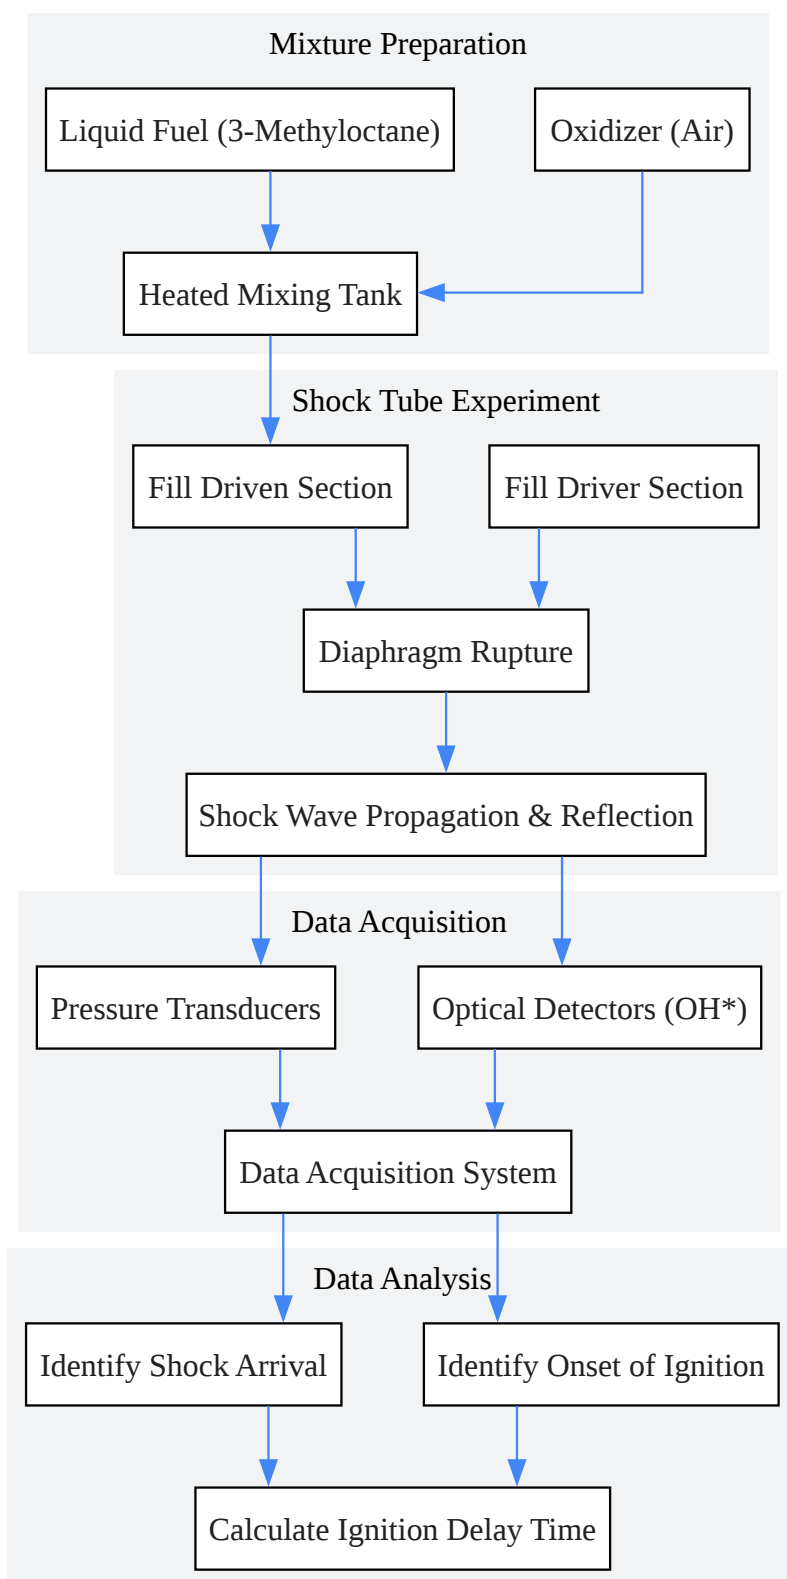 Mixture Preparation
Liquid Fuel (3-Methyloctane)
Oxidizer (Air)
Heated Mixing Tank
Shock Tube Experiment
Fill Driven Section
Fill Driver Section
Diaphragm Rupture
Shock Wave Propagation & Reflection
Data Acquisition
Pressure Transducers
Optical Detectors (OH*)
Data Acquisition System
Data Analysis
Identify Shock Arrival
Identify Onset of Ignition
Calculate Ignition Delay Time